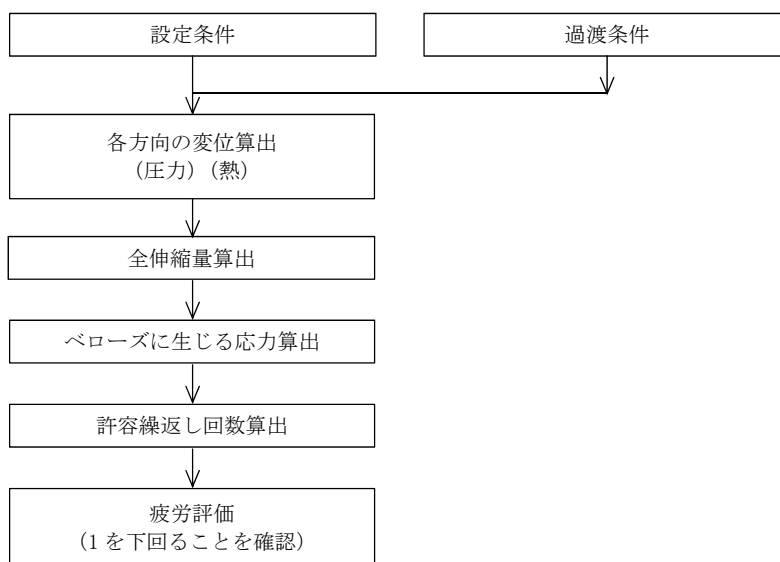 設定条件
過渡条件
各方向の変位算出
(圧力)(熱)
全伸縮量算出
ベローズに生じる応力算出
許容繰返し回数算出
疲労評価
(1を下回ることを確認)